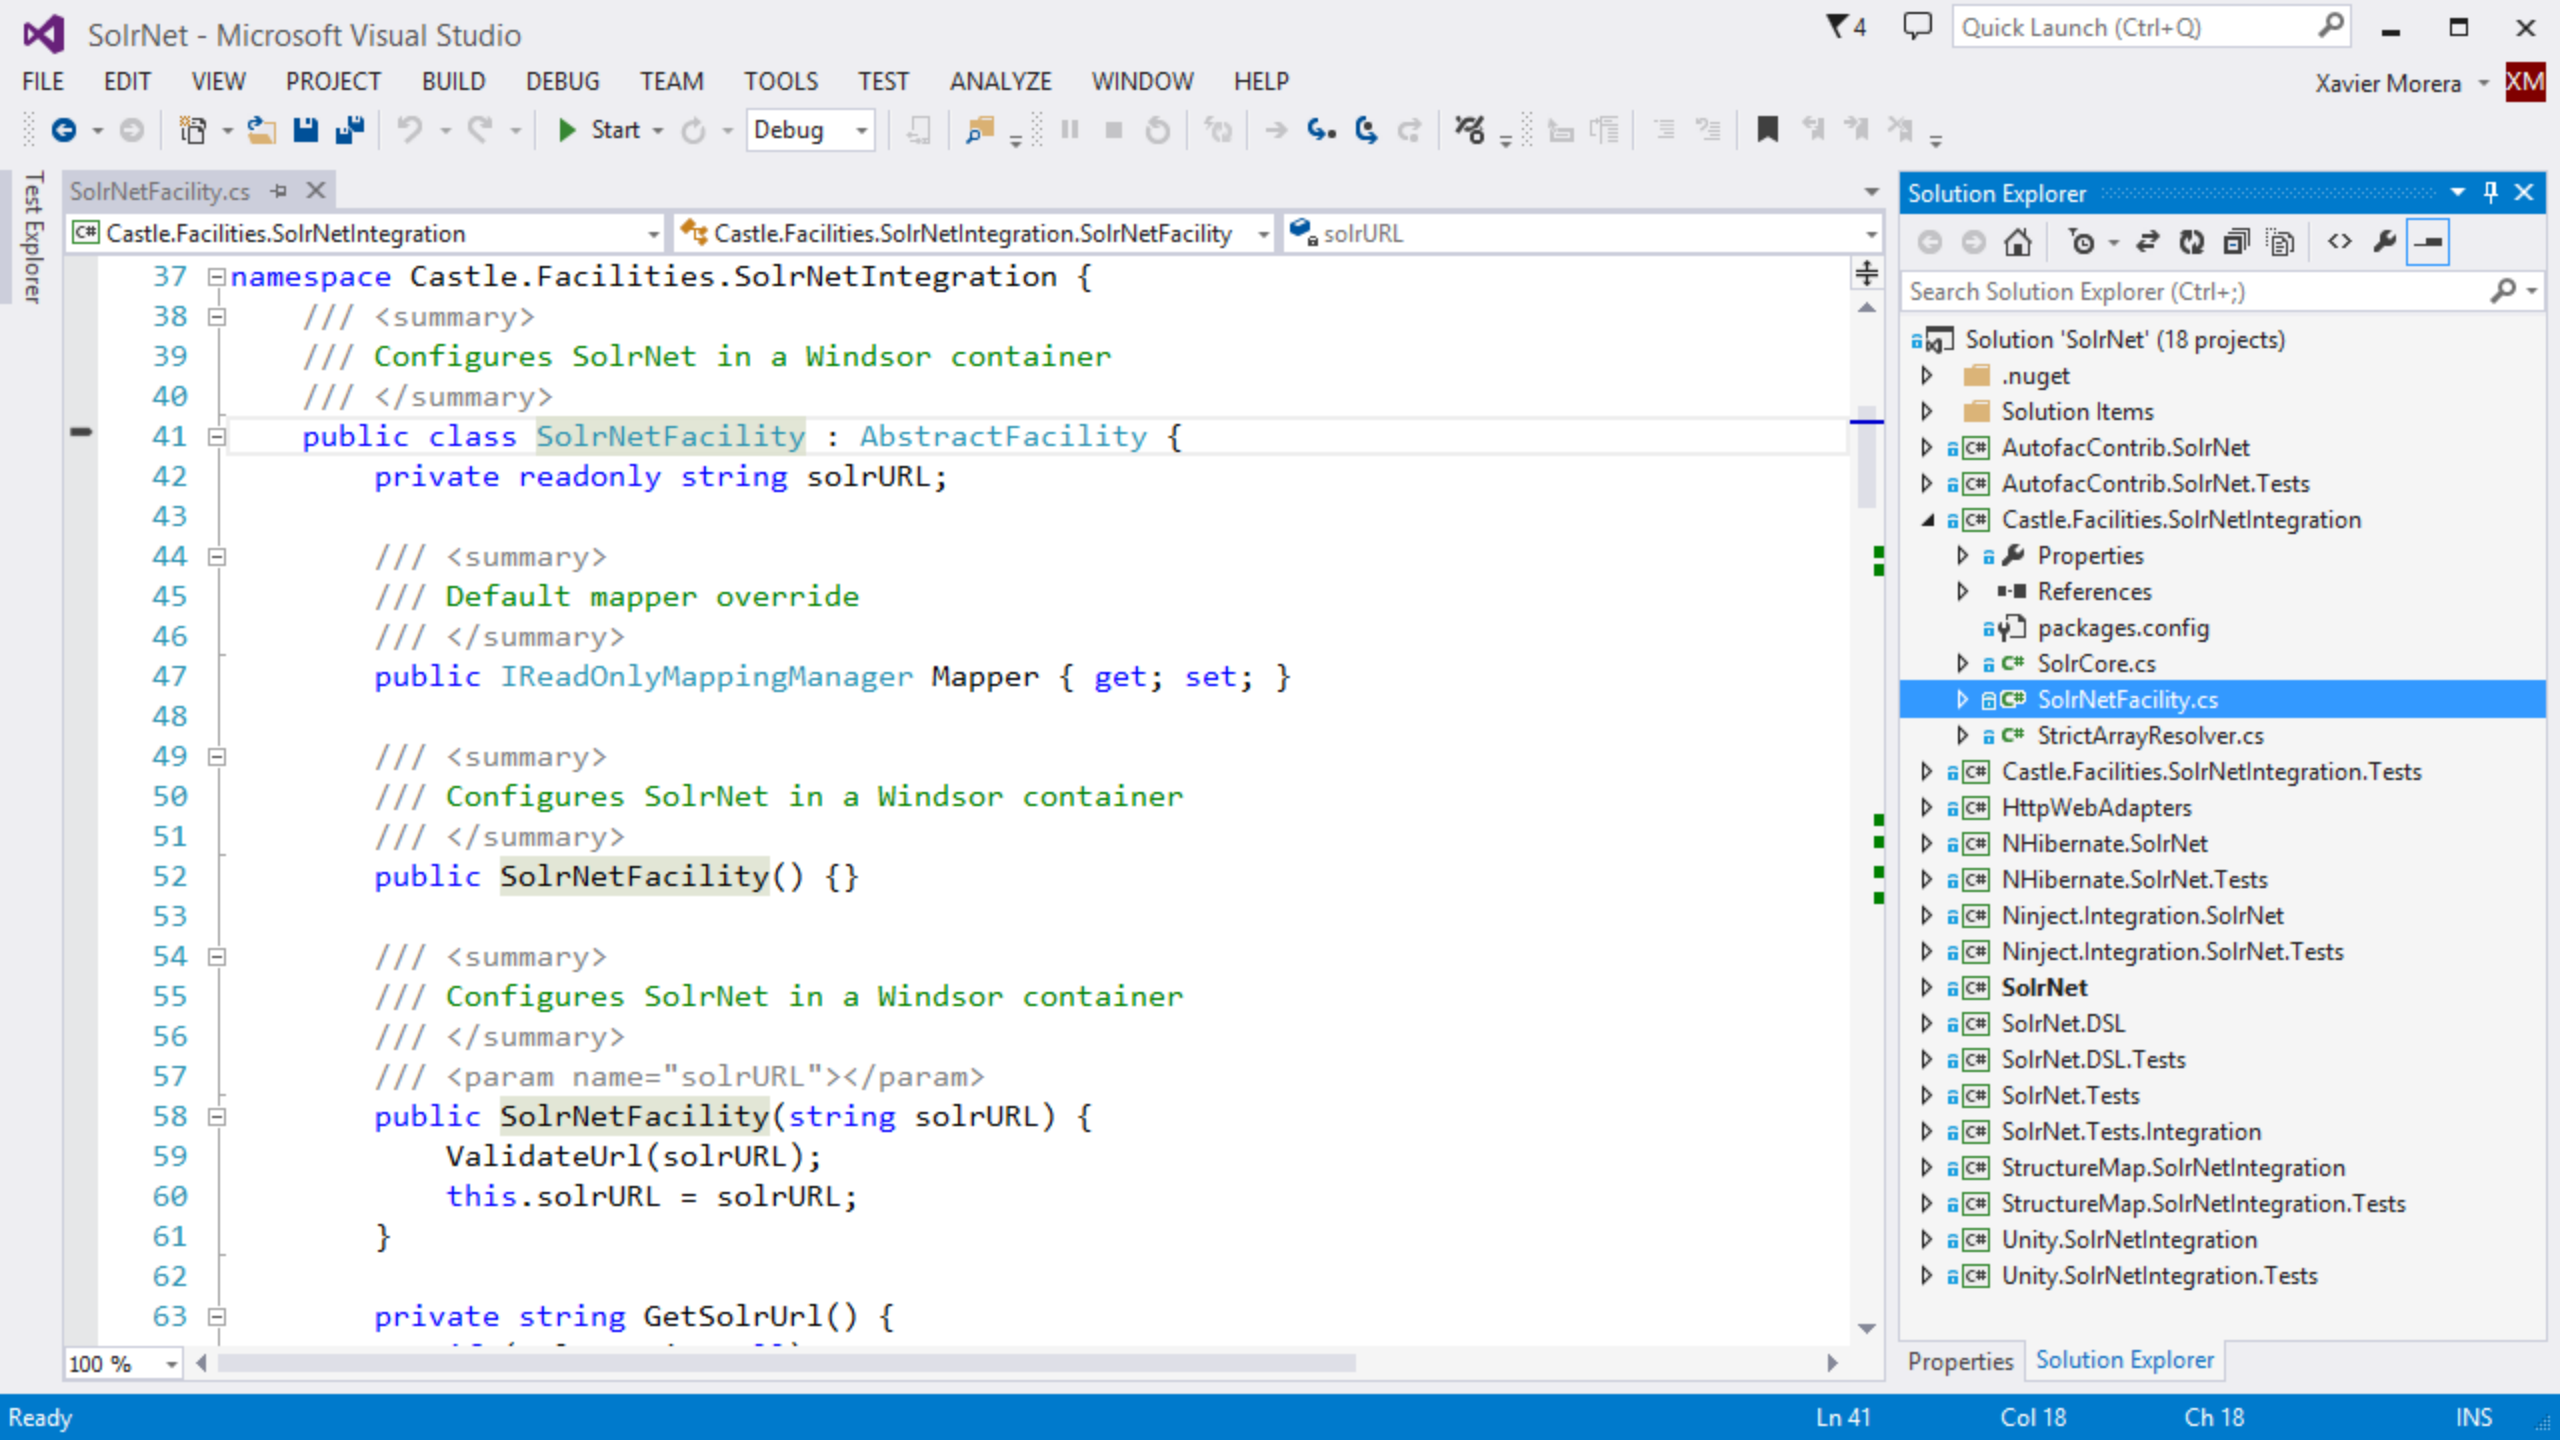 SolrNet - Microsoft Visual Studio
4
Quick Launch (Ctrl+Q)
FILE EDIT VIEW PROJECT BUILD DEBUG TEAM TOOLS TEST ANALYZE WINDOW HELP
Xavier Morera XM
Start Debug
Test Explorer
SolrNetFacility.cs
Castle.Facilities.SolrNetIntegration
Castle.Facilities.SolrNetIntegration.SolrNetFacility
solrURL
37 namespace Castle.Facilities.SolrNetIntegration {
38 /// <summary>
39 /// Configures SolrNet in a Windsor container
40 /// </summary>
41 public class SolrNetFacility : AbstractFacility {
42 private readonly string solrURL;
43
44 /// <summary>
45 /// Default mapper override
46 /// </summary>
47 public IReadOnlyMappingManager Mapper { get; set; }
48
49 /// <summary>
50 /// Configures SolrNet in a Windsor container
51 /// </summary>
52 public SolrNetFacility() {}
53
54 /// <summary>
55 /// Configures SolrNet in a Windsor container
56 /// </summary>
57 /// <param name="solrURL"></param>
58 public SolrNetFacility(string solrURL) {
59 ValidateUrl(solrURL);
60 this.solrURL = solrURL;
61 }
62
63 private string GetSolrUrl() {
100 %
Solution Explorer
Search Solution Explorer (Ctrl+;)
Solution 'SolrNet' (18 projects)
.nuget
Solution Items
C# AutofacContrib.SolrNet
C# AutofacContrib.SolrNet.Tests
C# Castle.Facilities.SolrNetIntegration
Properties
References
packages.config
C# SolrCore.cs
C# SolrNetFacility.cs
C# StrictArrayResolver.cs
C# Castle.Facilities.SolrNetIntegration.Tests
C# HttpWebAdapters
C# NHibernate.SolrNet
C# NHibernate.SolrNet.Tests
C# Ninject.Integration.SolrNet
C# Ninject.Integration.SolrNet.Tests
C# SolrNet
C# SolrNet.DSL
C# SolrNet.DSL.Tests
C# SolrNet.Tests
C# SolrNet.Tests.Integration
C# StructureMap.SolrNetIntegration
C# StructureMap.SolrNetIntegration.Tests
C# Unity.SolrNetIntegration
C# Unity.SolrNetIntegration.Tests
Properties Solution Explorer
Ready Ln 41 Col 18 Ch 18 INS